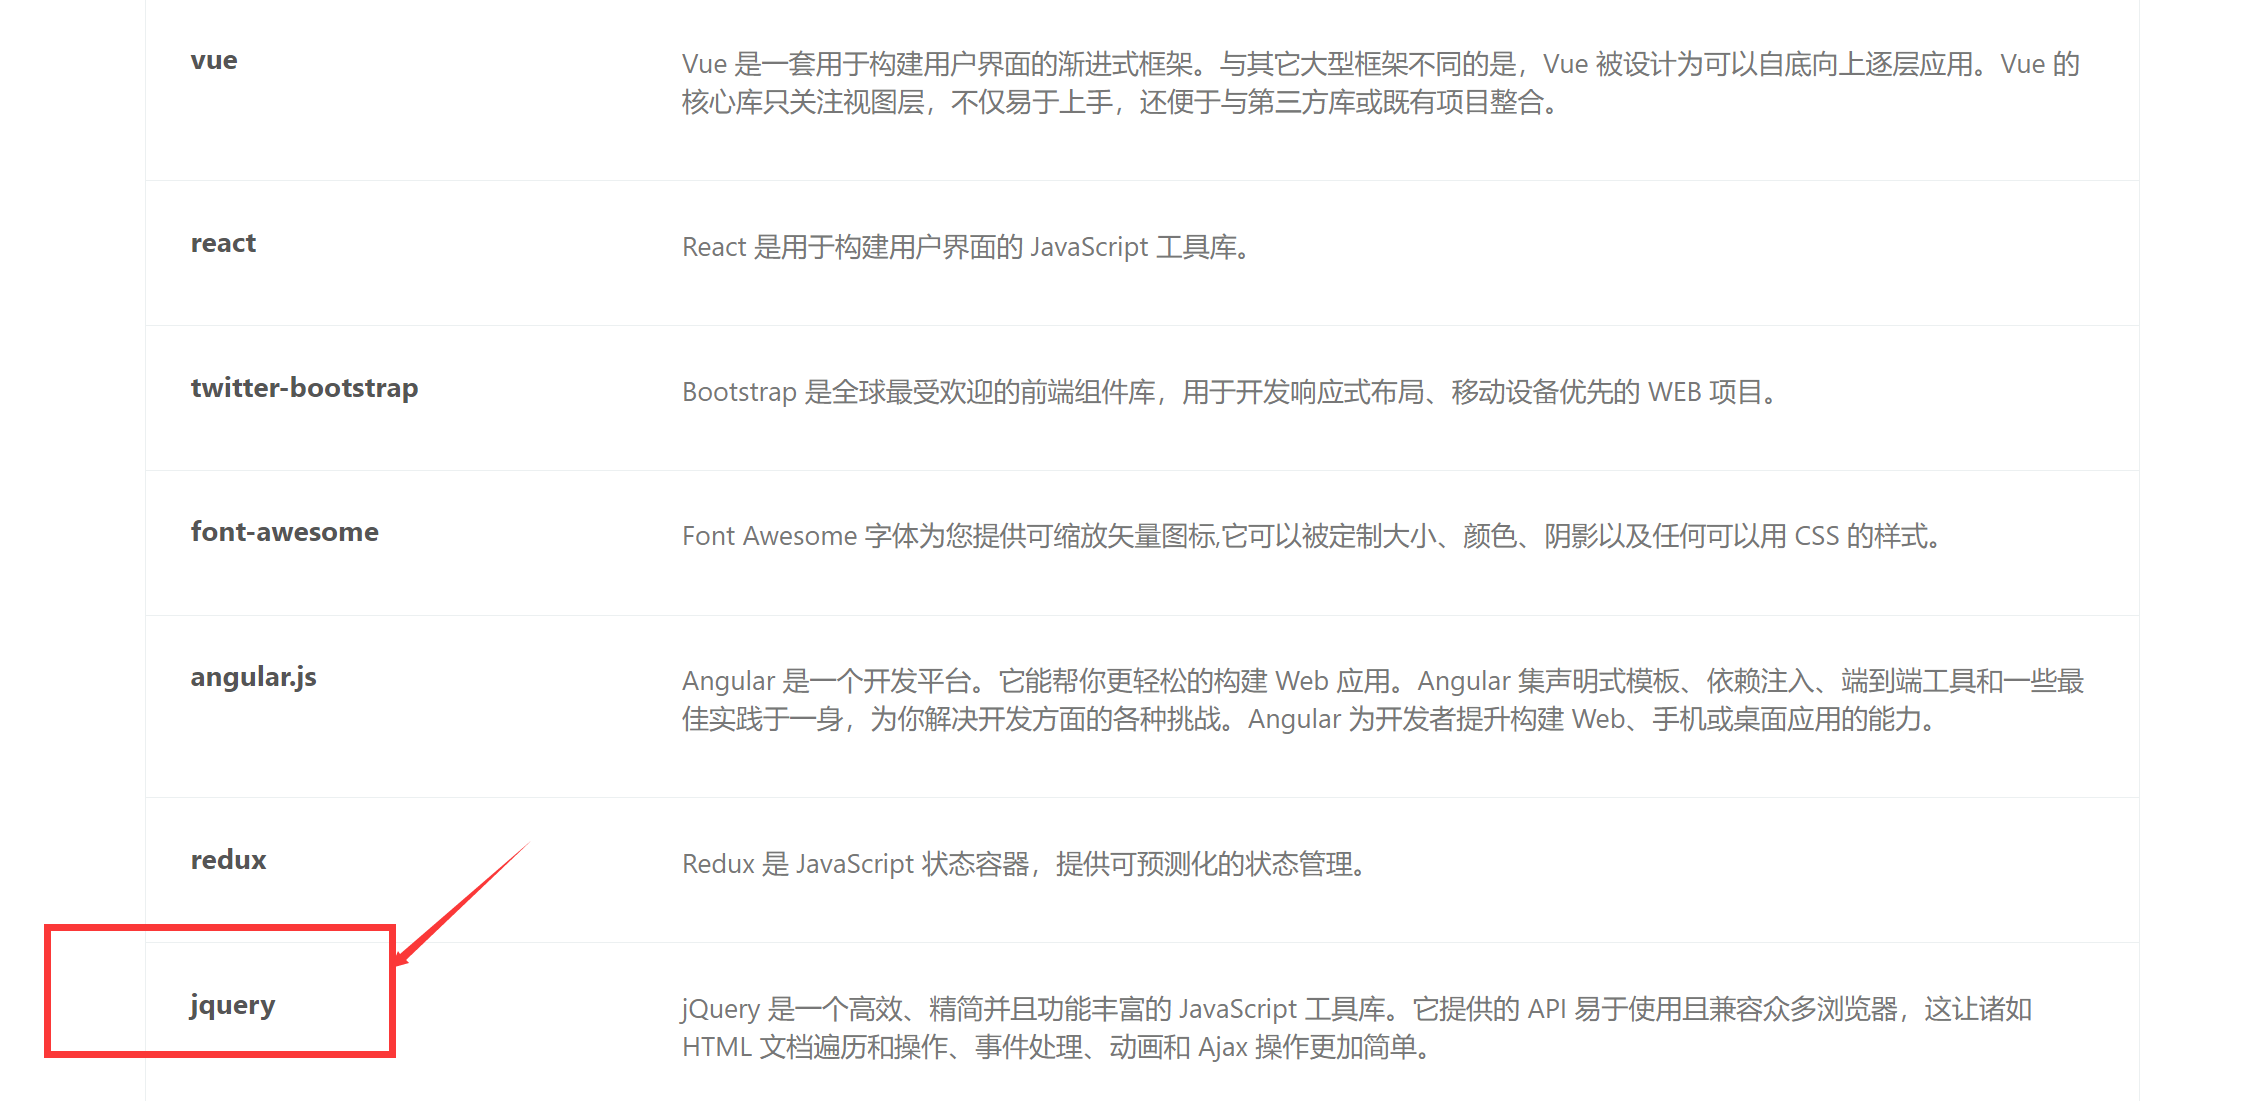 vue
Vue 是一套用于构建用户界面的渐进式框架。与其它大型框架不同的是，Vue 被设计为可以自底向上逐层应用。Vue 的
核心库只关注视图层，不仅易于上手，还便于与第三方库或既有项目整合。
react
React 是用于构建用户界面的 JavaScript 工具库。
twitter-bootstrap
Bootstrap 是全球最受欢迎的前端组件库，用于开发响应式布局、移动设备优先的 WEB 项目。
font-awesome
Font Awesome 字体为您提供可缩放矢量图标,它可以被定制大小、颜色、阴影以及任何可以用 CSS 的样式。
angular.js
Angular 是一个开发平台。它能帮你更轻松的构建 Web 应用。Angular 集声明式模板、依赖注入、端到端工具和一些最
佳实践于一身，为你解决开发方面的各种挑战。Angular 为开发者提升构建 Web、手机或桌面应用的能力。
redux
Redux 是 JavaScript 状态容器，提供可预测化的状态管理。
jquery
jQuery 是一个高效、精简并且功能丰富的 JavaScript 工具库。它提供的 API 易于使用且兼容众多浏览器，这让诸如
HTML 文档遍历和操作、事件处理、动画和 Ajax 操作更加简单。